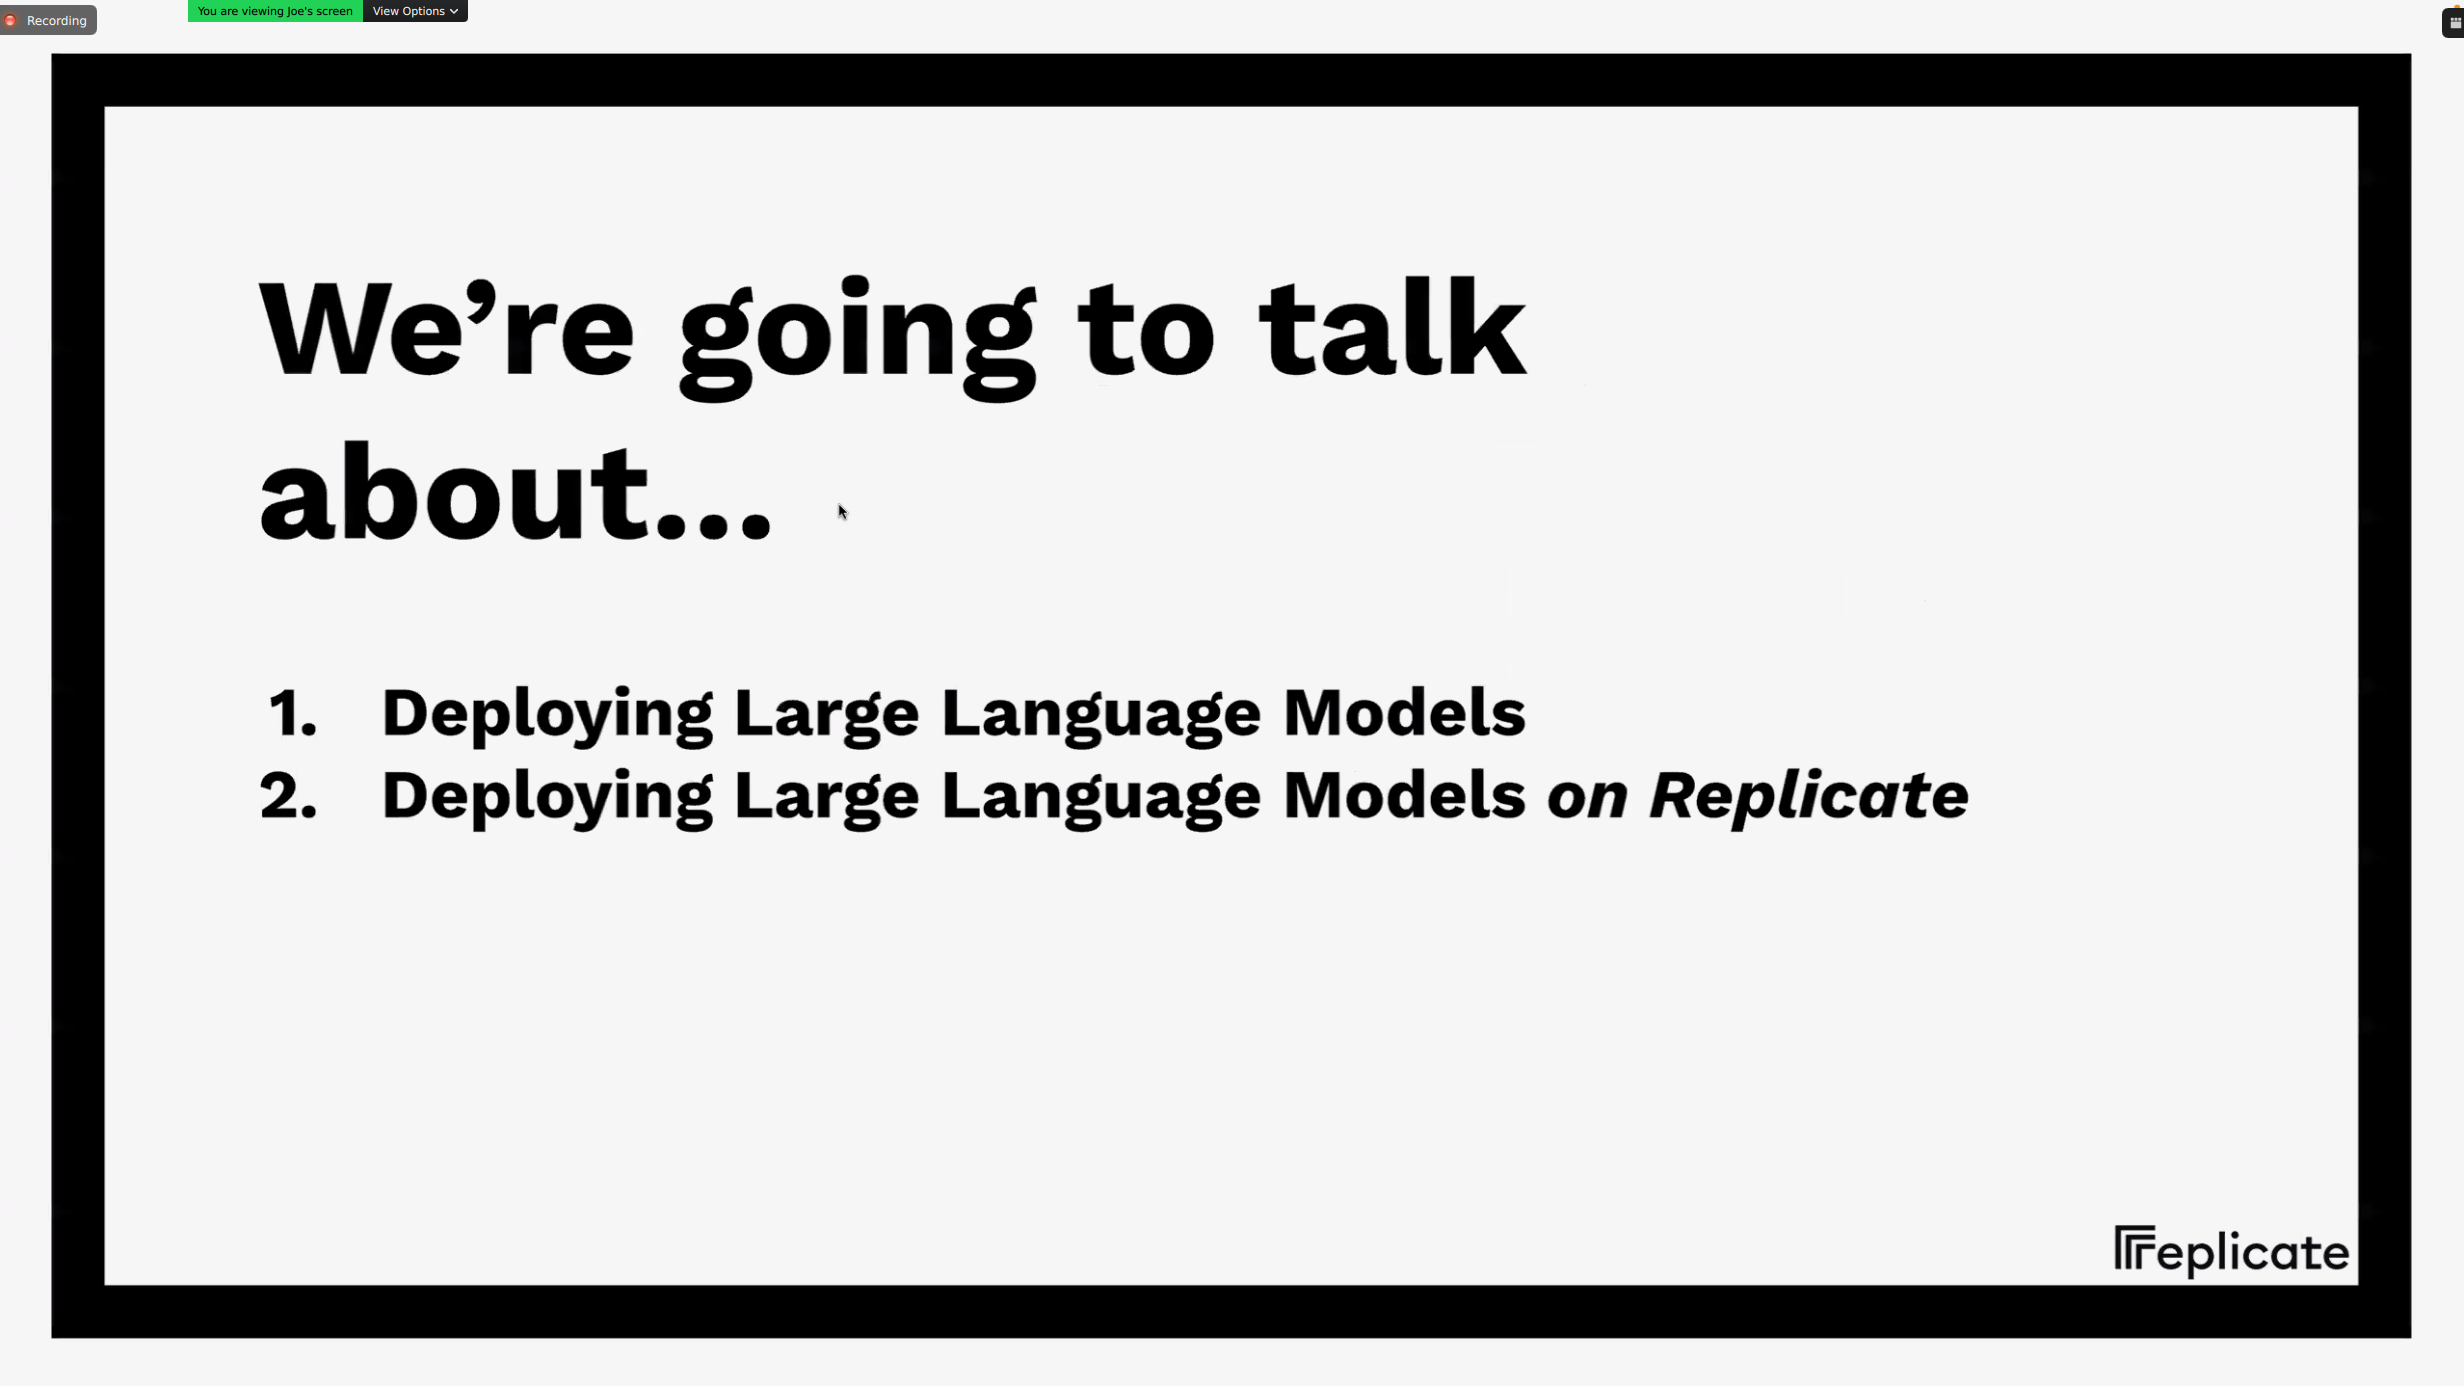 Recording
You are viewing Joe's screen View Options
We’re going to talk
about...
1. Deploying Large Language Models
2. Deploying Large Language Models on Replicate
replicate